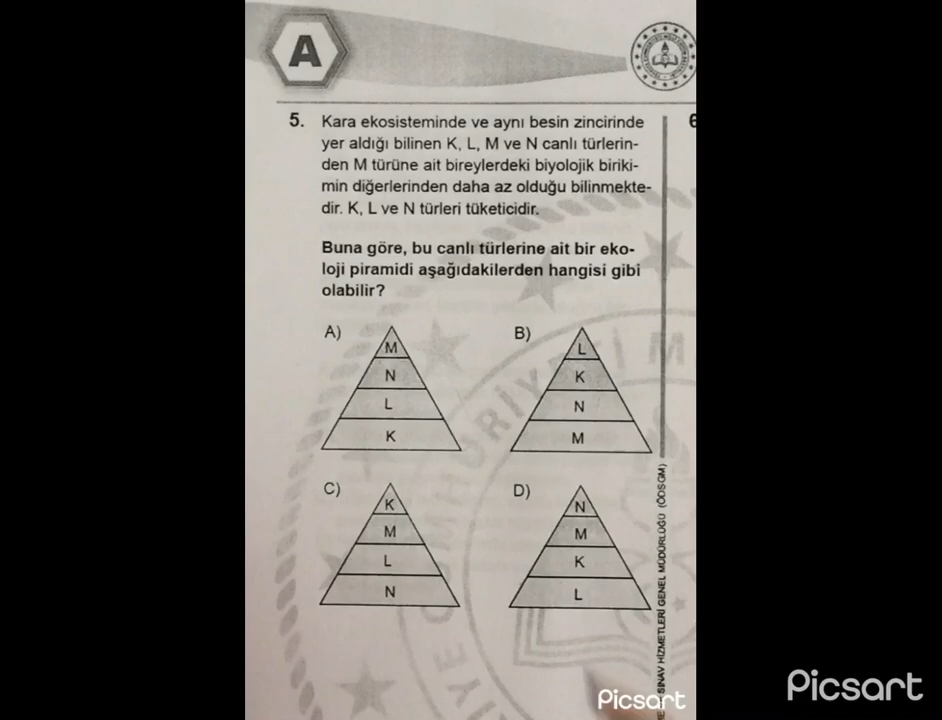 A
5. Kara ekosisteminde ve aynı besin zincirinde
yer aldığı bilinen K, L, M ve N canlı türlerin-
den M türüne ait bireylerdeki biyolojik biriki-
min diğerlerinden daha az olduğu bilinmekte-
dir. K, L ve N türleri tüketicidir.
Buna göre, bu canlı türlerine ait bir eko-
loji piramidi aşağıdakilerden hangisi gibi
olabilir?
A)
M
N
L
K
B)
L
K
N
M
C)
K
M
L
N
D)
N
M
K
L
6
SINAV HİZMETLERİ GENEL MÜDÜRLÜĞÜ (ÖDSGM)
Picsart
Picsart